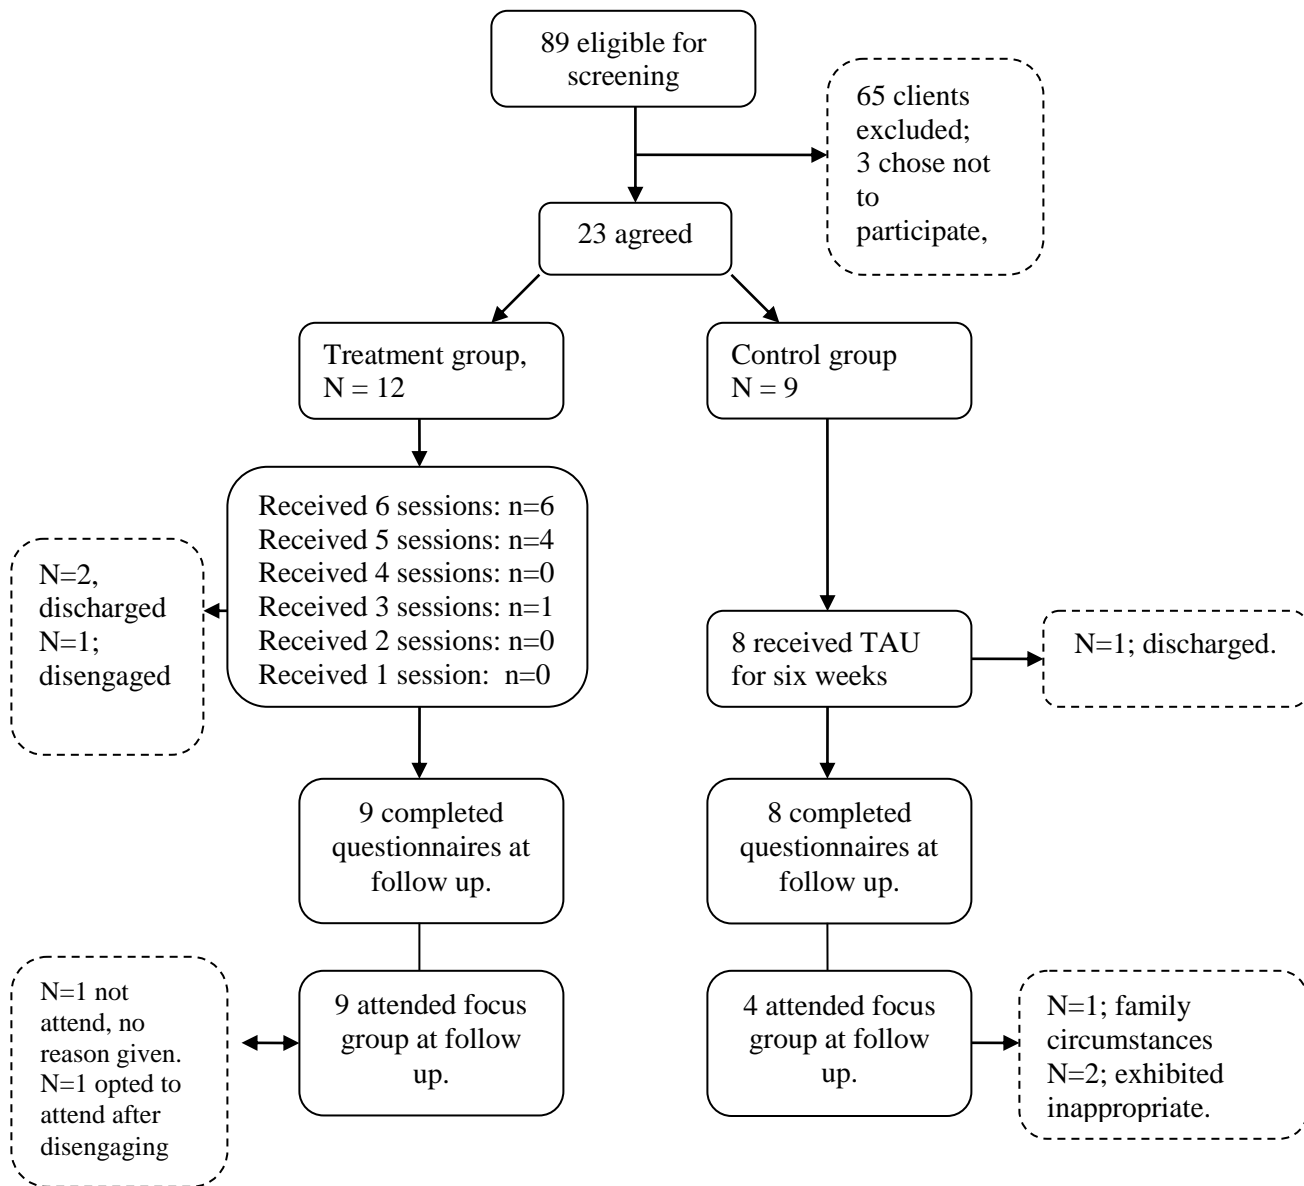 89 eligible for
screening
65 clients
excluded;
3 chose not
to
participate,
23 agreed
Treatment group,
N = 12
Control group
N = 9
Received 6 sessions: n=6
Received 5 sessions: n=4
Received 4 sessions: n=0
Received 3 sessions: n=1
Received 2 sessions: n=0
Received 1 session:  n=0
N=2,
discharged
N=1;
disengaged
8 received TAU
for six weeks
N=1; discharged.
9 completed
questionnaires at
follow up.
8 completed
questionnaires at
follow up.
N=1 not
attend, no
reason given.
N=1 opted to
attend after
disengaging
9 attended focus
group at follow
up.
4 attended focus
group at follow
up.
N=1; family
circumstances
N=2; exhibited
inappropriate.